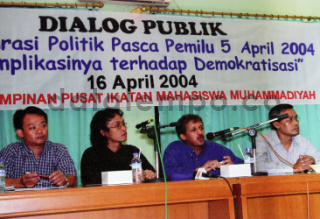 DIALOG PUBLIK
rasi Politik Pasca Pemilu 5 April 2004
nplikasinya terhadap Demokratisasi"
16 April 2004
MPINAN PUSAT IKATAN MAHASISWA MUHAMMADIYAH